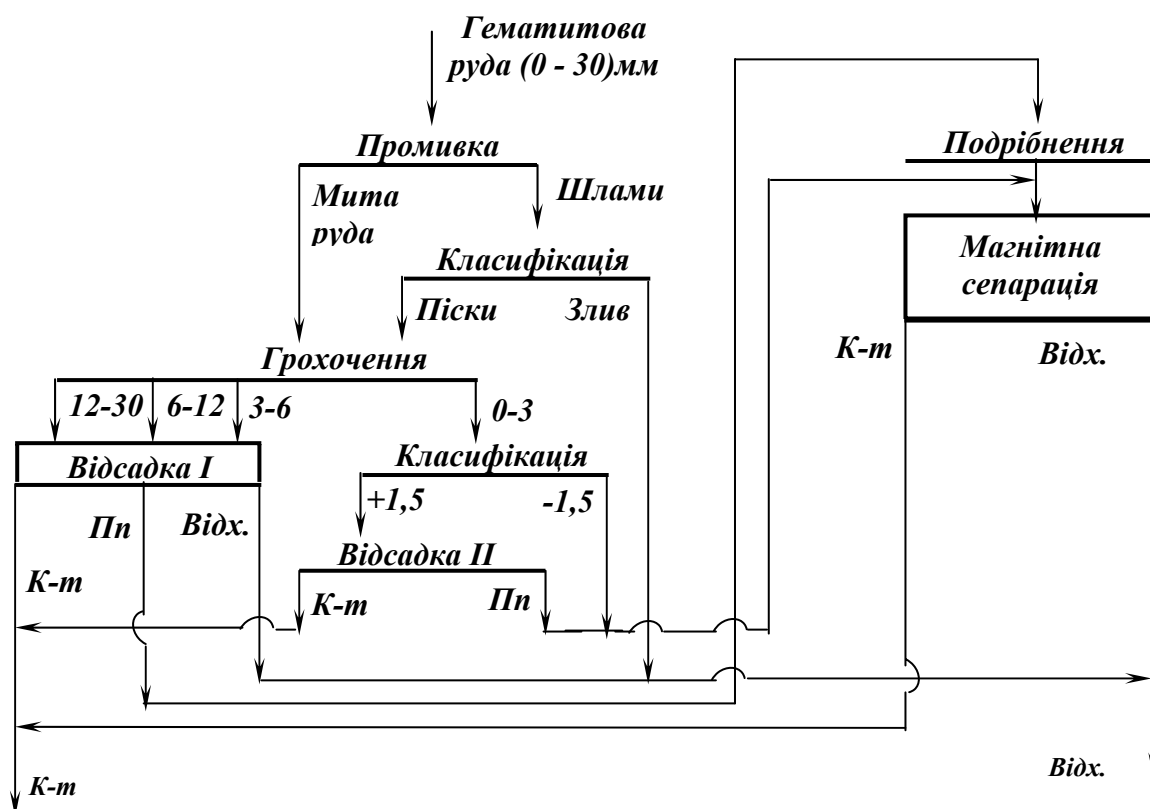 Гематитова
руда (0 - 30)мм
Промивка
Подрібнення
Мита
руда
Шлами
Магнітна
сепарація
Класифікація
Піски
Злив
К-т
Відх.
Грохочення
12-30
6-12
3-6
0-3
Відсадка I
Класифікація
+1,5
-1,5
Пп
Відх.
Відсадка II
К-т
К-т
Пп
К-т
Відх.